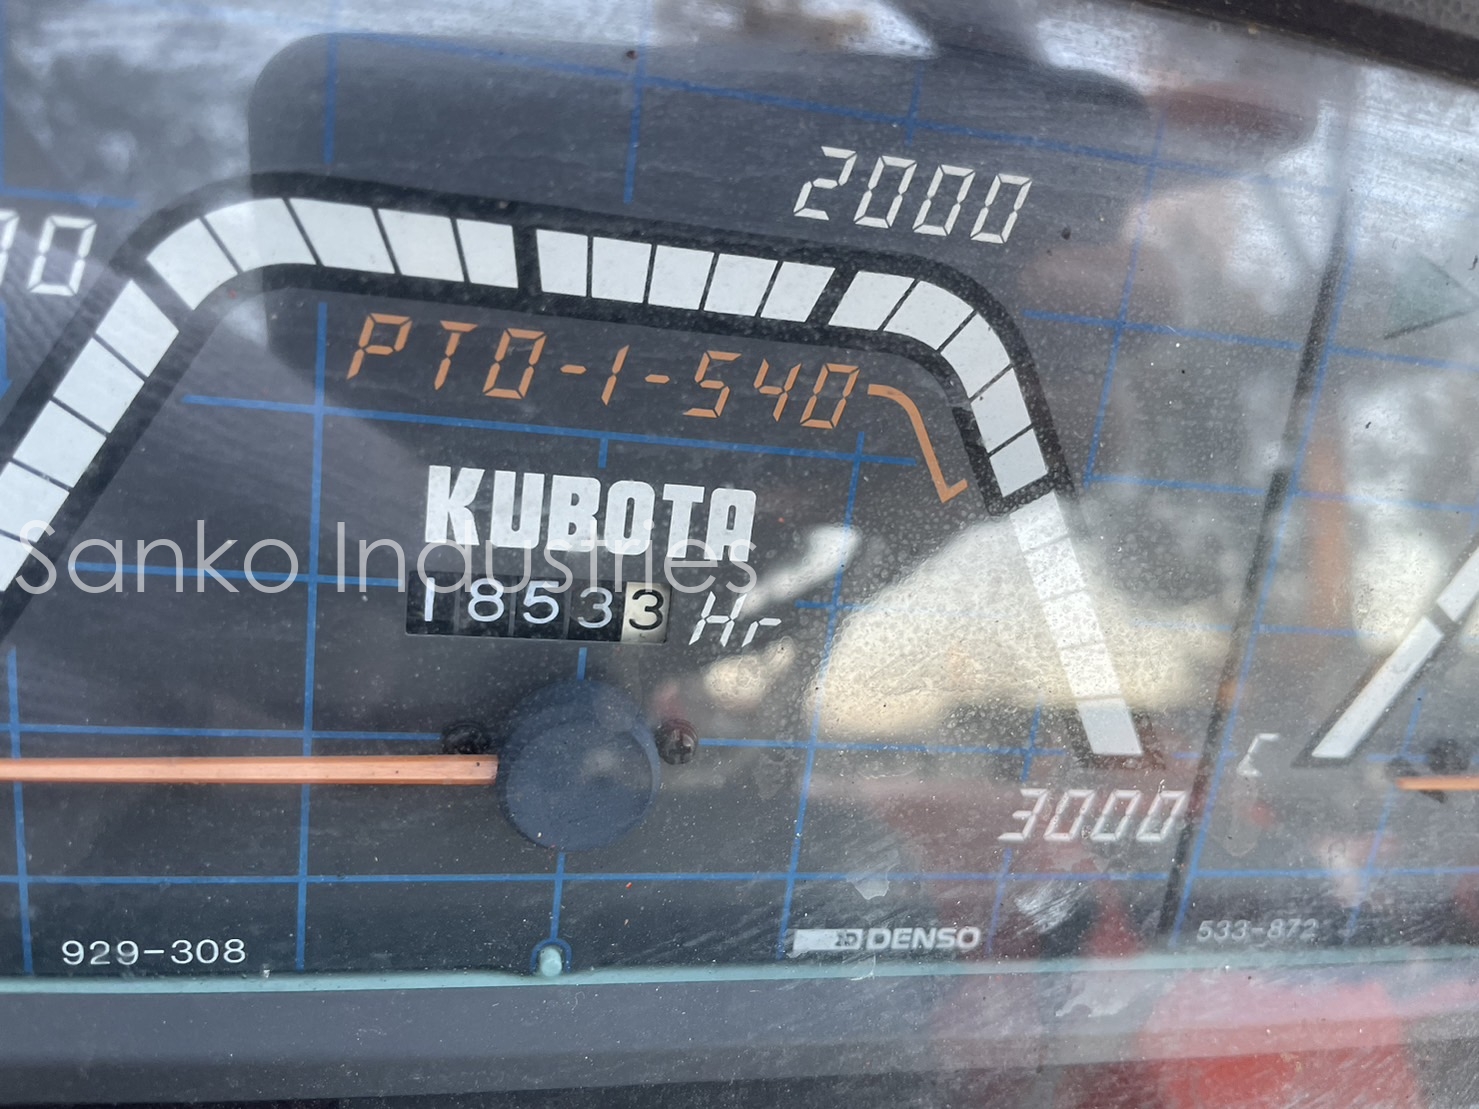 2000
PTO-1-540
KUBOTA
Sanko Industries
18533 Hr
C
3000
929-308
DENSO
533-872